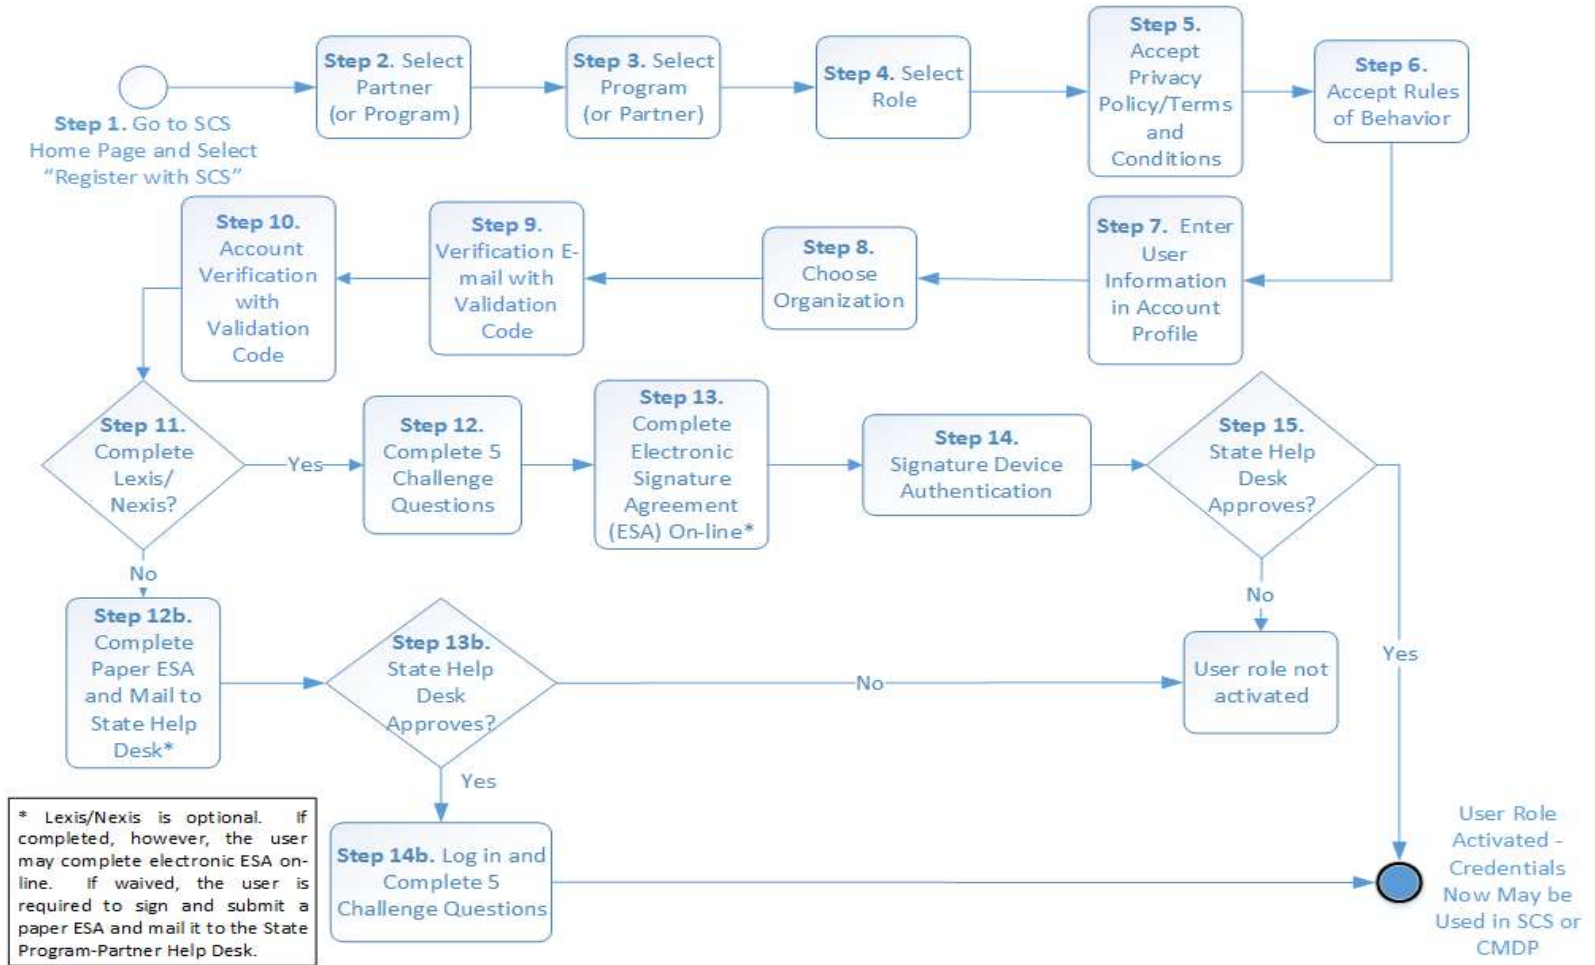 Step 1. Go to SCS
Home Page and Select
“Register with SCS”
Step 2. Select
Partner
(or Program)
Step 3. Select
Program
(or Partner)
Step 4. Select
Role
Step 5.
Accept
Privacy
Policy/Terms
and
Conditions
Step 6.
Accept Rules
of Behavior
Step 7. Enter
User
Information
in Account
Profile
Step 8.
Choose
Organization
Step 9.
Verification E-
mail with
Validation
Code
Step 10.
Account
Verification
with
Validation
Code
Step 11.
Complete
Lexis/
Nexis?
Yes
Step 12.
Complete 5
Challenge
Questions
Step 13.
Complete
Electronic
Signature
Agreement
(ESA) On-line*
Step 14.
Signature Device
Authentication
Step 15.
State Help
Desk
Approves?
No
No
Yes
Step 12b.
Complete
Paper ESA
and Mail to
State Help
Desk*
Step 13b.
State Help
Desk
Approves?
No
User role not
activated
Yes
Step 14b. Log in and
Complete 5
Challenge Questions
User Role
Activated -
Credentials
Now May be
Used in SCS or
CMDP
* Lexis/Nexis is optional. If
completed, however, the user
may complete electronic ESA on-
line. If waived, the user is
required to sign and submit a
paper ESA and mail it to the State
Program-Partner Help Desk.